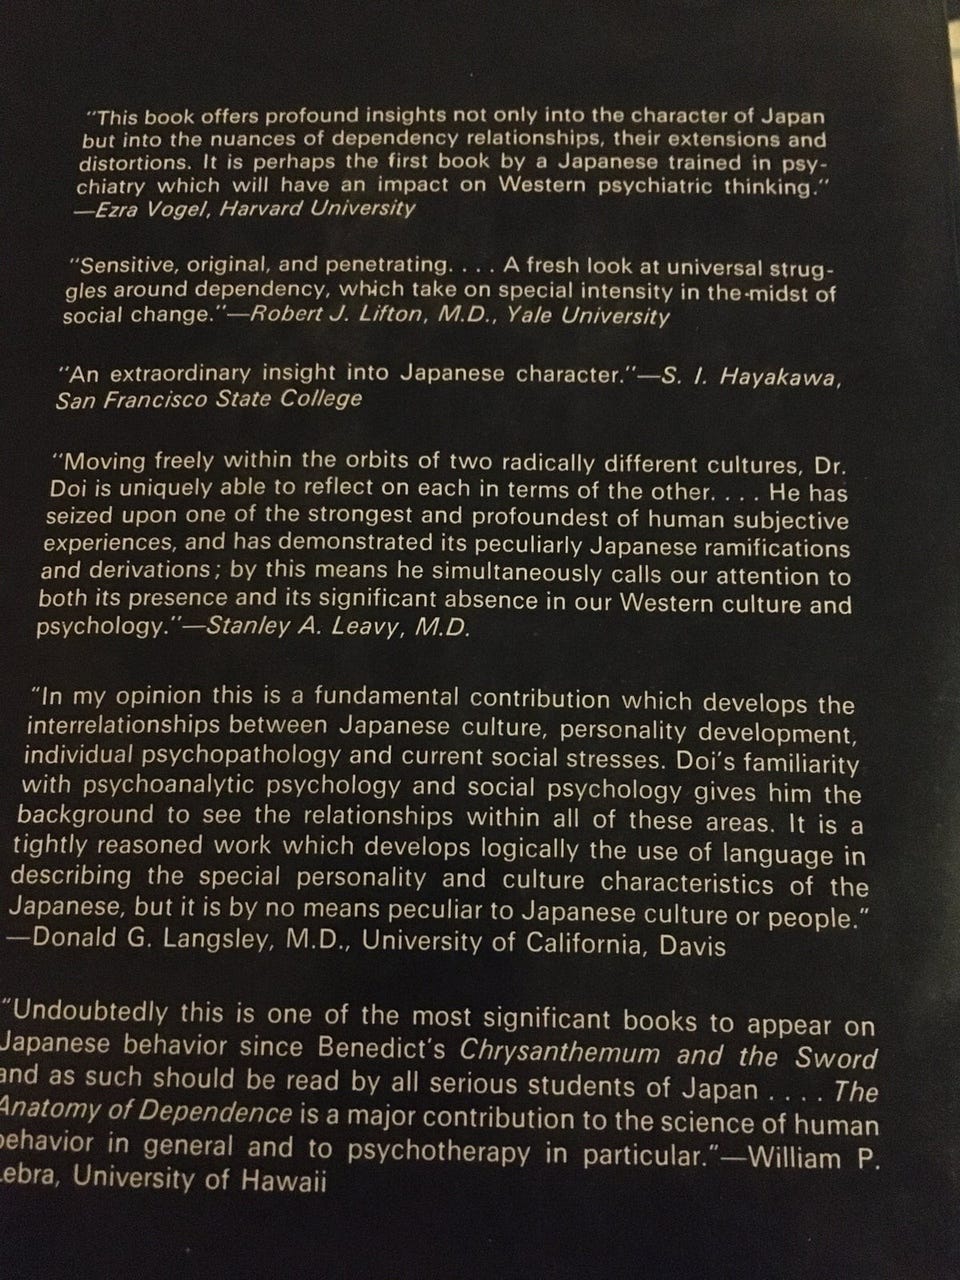 "This book offers profound insights not only into the character of Japan
but into the nuances of dependency relationships, their extensions and
distortions. It is perhaps the first book by a Japanese trained in psy-
chiatry which will have an impact on Western psychiatric thinking."
—Ezra Vogel, Harvard University
"Sensitive, original, and penetrating. . . . A fresh look at universal strug-
gles around dependency, which take on special intensity in the midst of
social change."—Robert J. Lifton, M.D., Yale University
"An extraordinary insight into Japanese character."—S. I. Hayakawa,
San Francisco State College
"Moving freely within the orbits of two radically different cultures, Dr.
Doi is uniquely able to reflect on each in terms of the other. . . . He has
seized upon one of the strongest and profoundest of human subjective
experiences, and has demonstrated its peculiarly Japanese ramifications
and derivations; by this means he simultaneously calls our attention to
both its presence and its significant absence in our Western culture and
psychology."—Stanley A. Leavy, M.D.
"In my opinion this is a fundamental contribution which develops the
interrelationships between Japanese culture, personality development,
individual psychopathology and current social stresses. Doi's familiarity
with psychoanalytic psychology and social psychology gives him the
background to see the relationships within all of these areas. It is a
tightly reasoned work which develops logically the use of language in
describing the special personality and culture characteristics of the
Japanese, but it is by no means peculiar to Japanese culture or people."
—Donald G. Langsley, M.D., University of California, Davis
"Undoubtedly this is one of the most significant books to appear on
Japanese behavior since Benedict's Chrysanthemum and the Sword
and as such should be read by all serious students of Japan . . . . The
Anatomy of Dependence is a major contribution to the science of human
behavior in general and to psychotherapy in particular."—William P.
Lebra, University of Hawaii